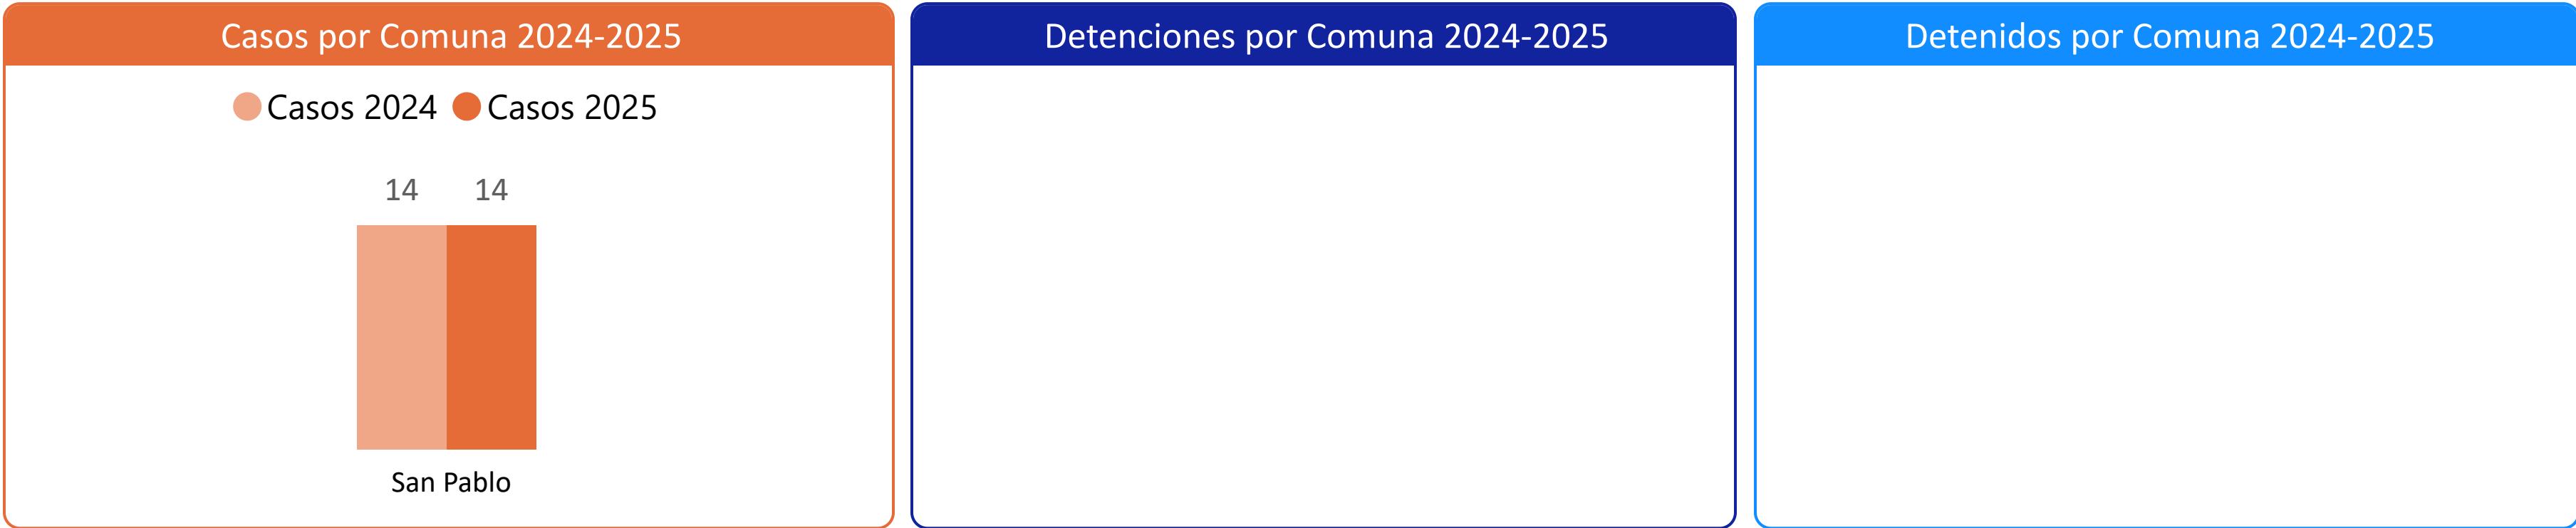 Casos por Comuna 2024-2025
Casos 2024 Casos 2025
14 14
San Pablo
Detenciones por Comuna 2024-2025
Detenidos por Comuna 2024-2025